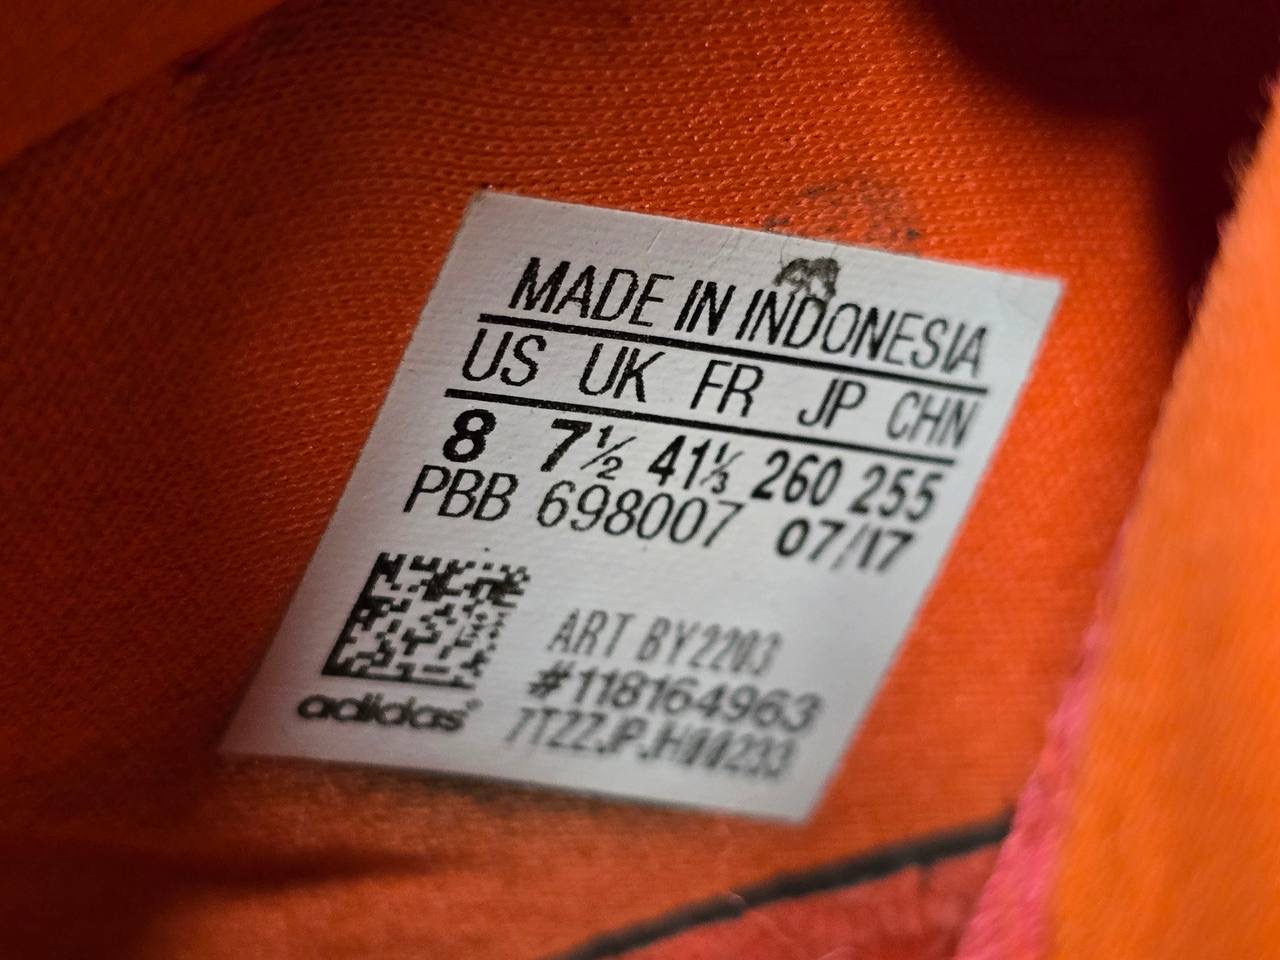 MADE IN INDONESIA
US UK FR JP CHN
8 7½ 41⅓ 260 255
PBB 698007 07/17
ART BY2203
#118164963
7TZZJPJH00233
adidas